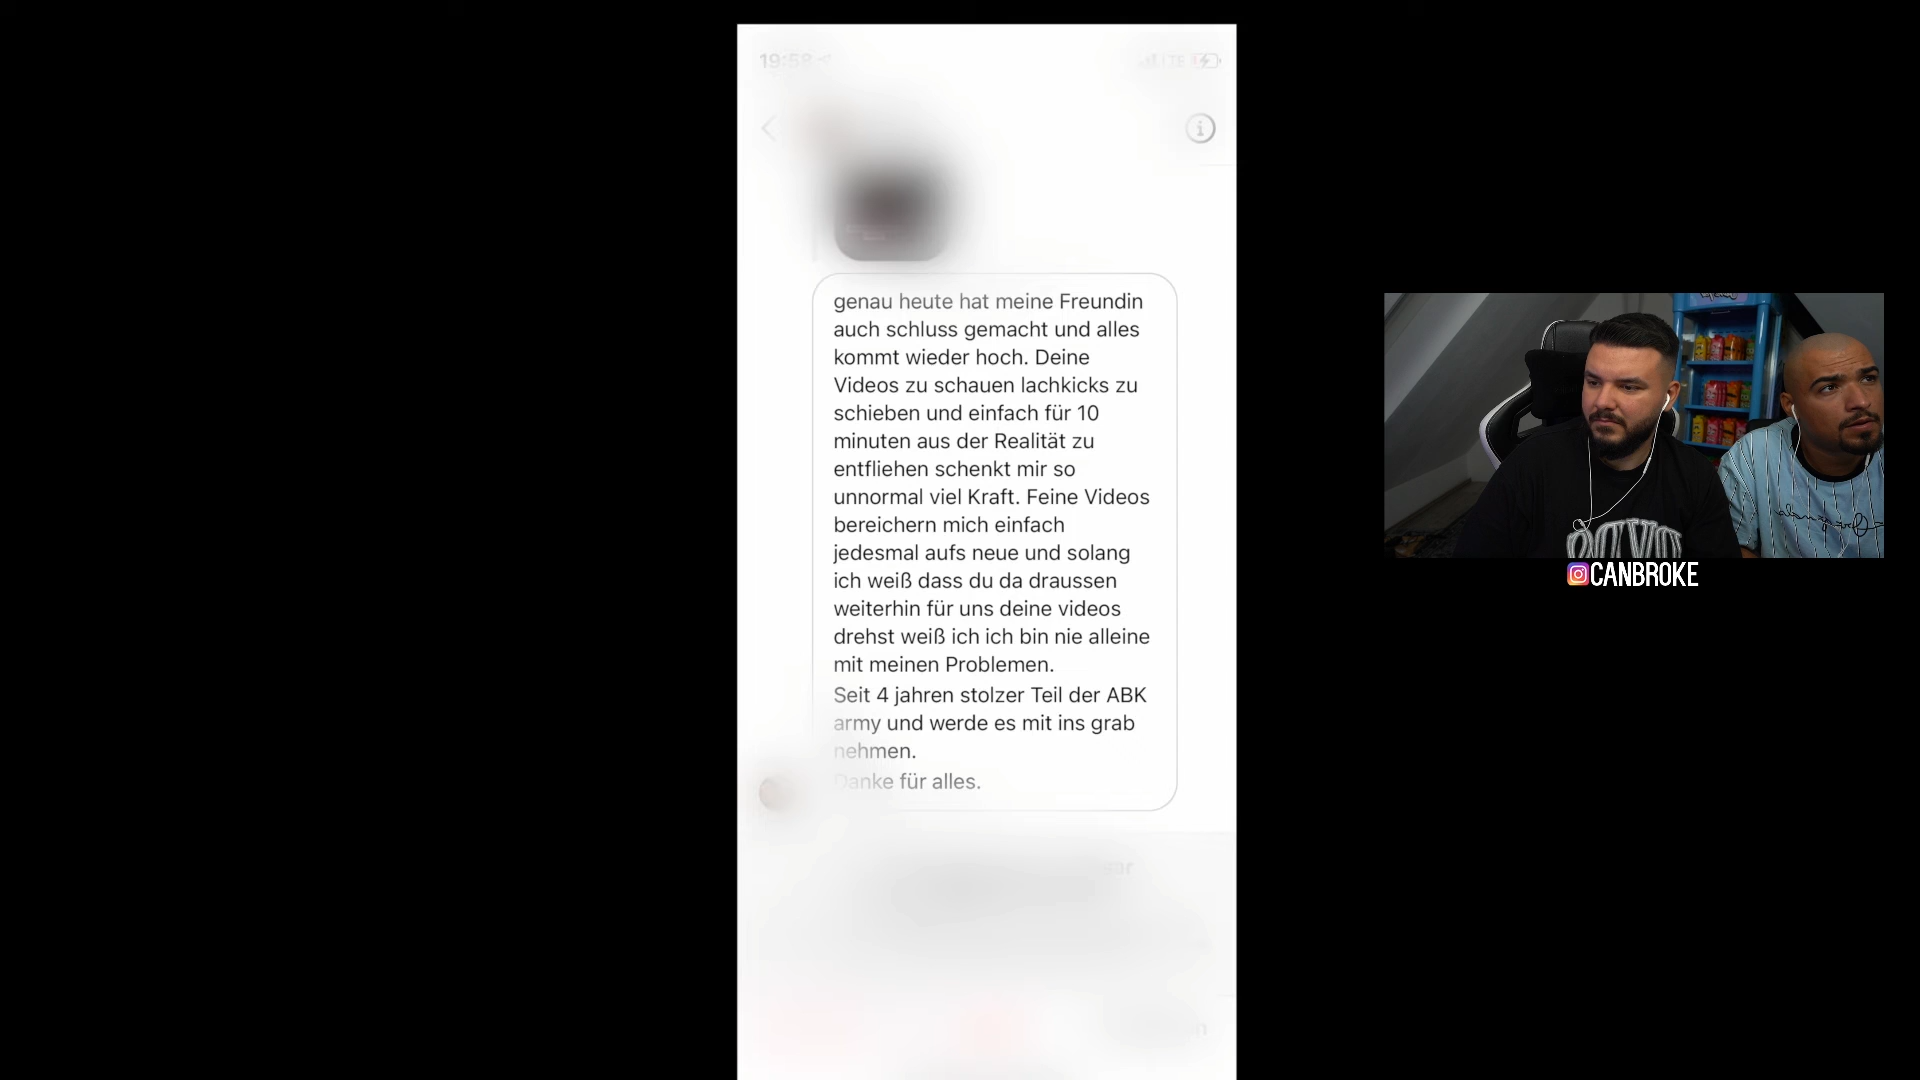 19:58
LTE
genau heute hat meine Freundin
auch schluss gemacht und alles
kommt wieder hoch. Deine
Videos zu schauen lachkicks zu
schieben und einfach für 10
minuten aus der Realität zu
entfliehen schenkt mir so
unnormal viel Kraft. Feine Videos
bereichern mich einfach
jedesmal aufs neue und solang
ich weiß dass du da draussen
weiterhin für uns deine videos
drehst weiß ich ich bin nie alleine
mit meinen Problemen.
Seit 4 jahren stolzer Teil der ABK
army und werde es mit ins grab
nehmen.
Danke für alles.
CANBROKE